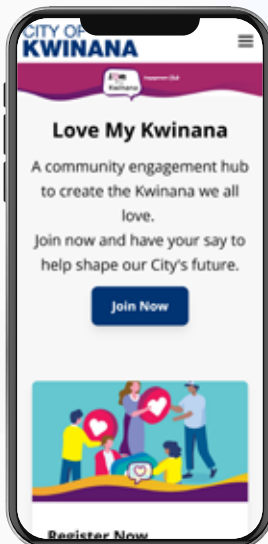 CITY OF
KWINANA
Kwinana
Love My Kwinana
A community engagement hub
to create the Kwinana we all
love.
Join now and have your say to
help shape our City's future.
Join Now
Register Now